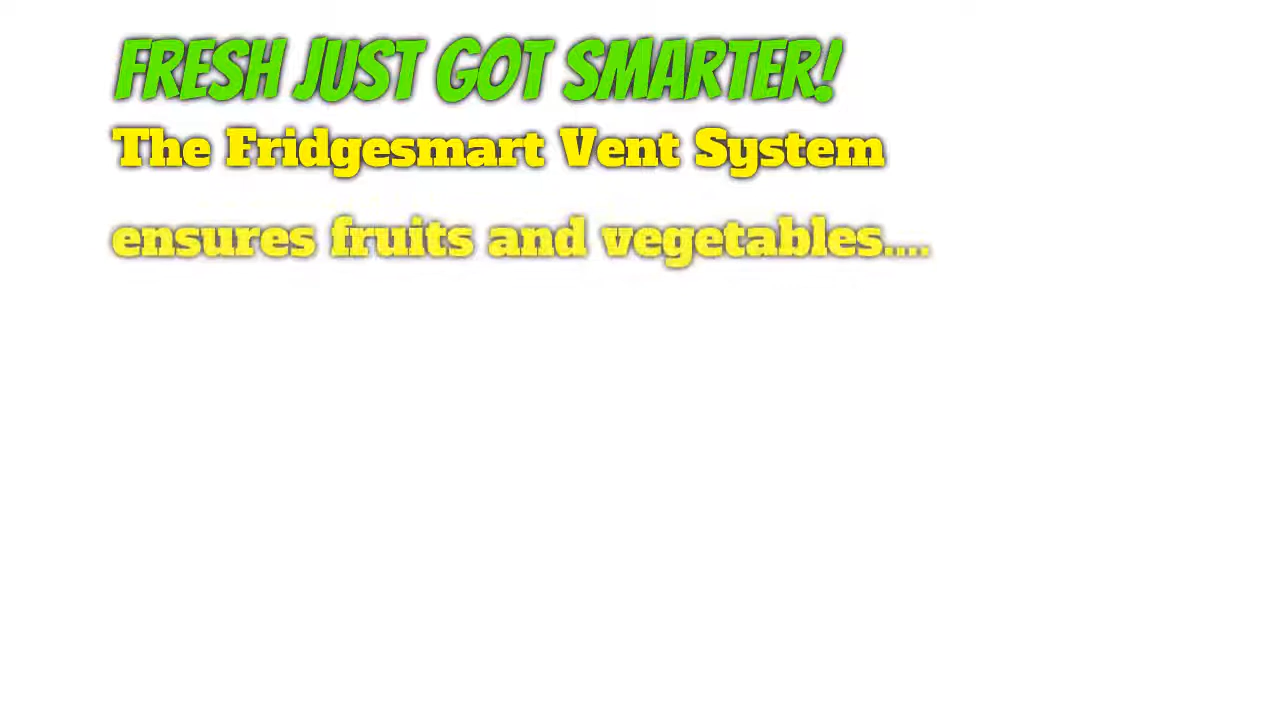 FRESH JUST GOT SMARTER!
The Fridgesmart Vent System
ensures fruits and vegetables....